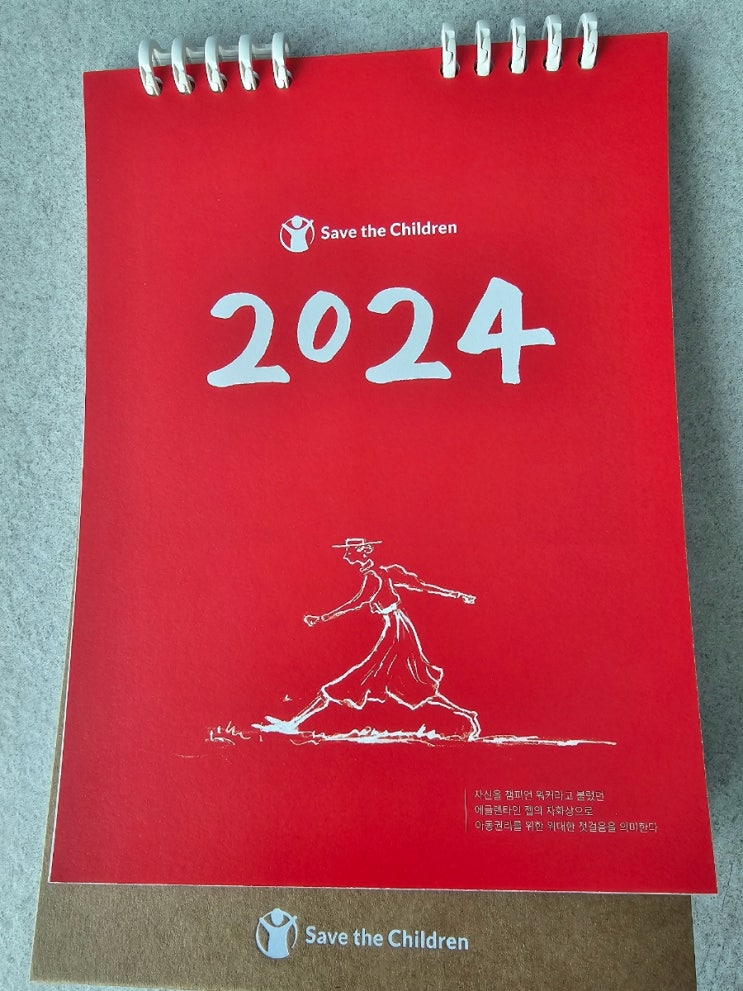 Save the Children
2024
자신을 챔피언 워커라고 불렀던
에글렌타인 젭의 자화상으로
아동권리를 위한 위대한 첫걸음을 의미한다
Save the Children